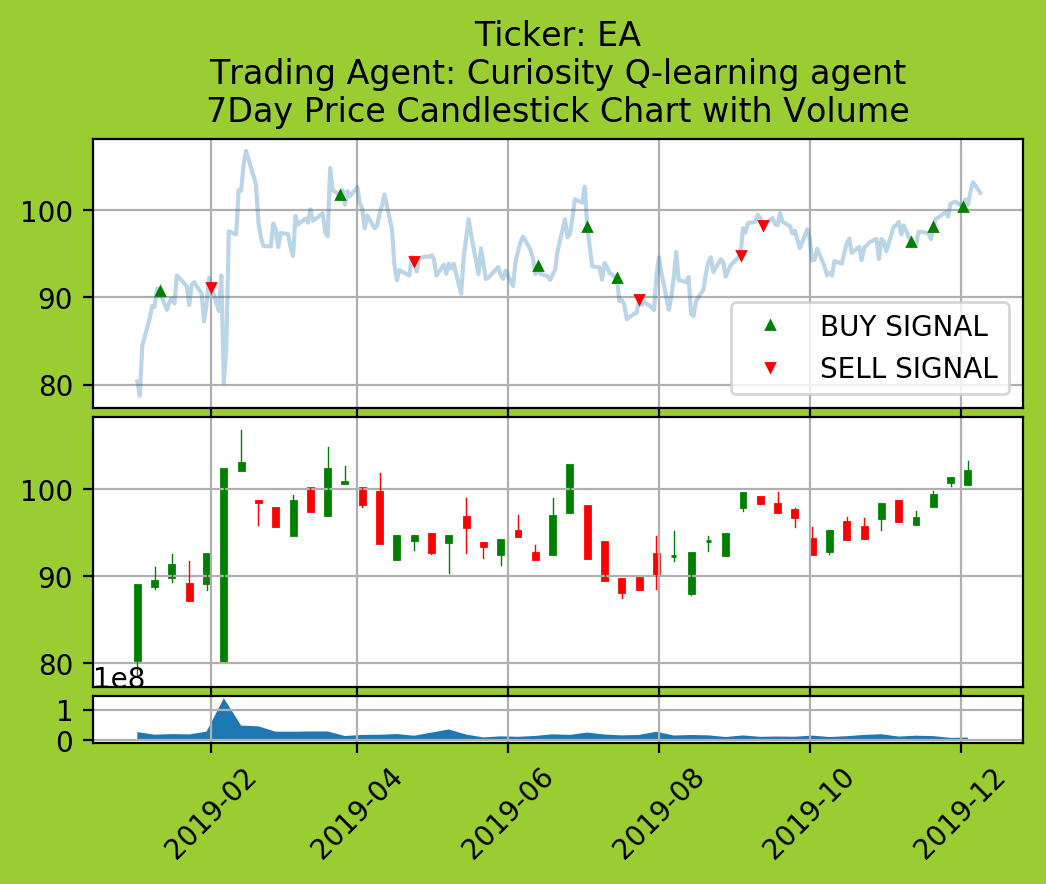 Ticker: EA
Trading Agent: Curiosity Q-learning agent
7Day Price Candlestick Chart with Volume
100
90
80
BUY SIGNAL
SELL SIGNAL
100
90
80
1e8
1
0
2019-02
2019-04
2019-06
2019-08
2019-10
2019-12